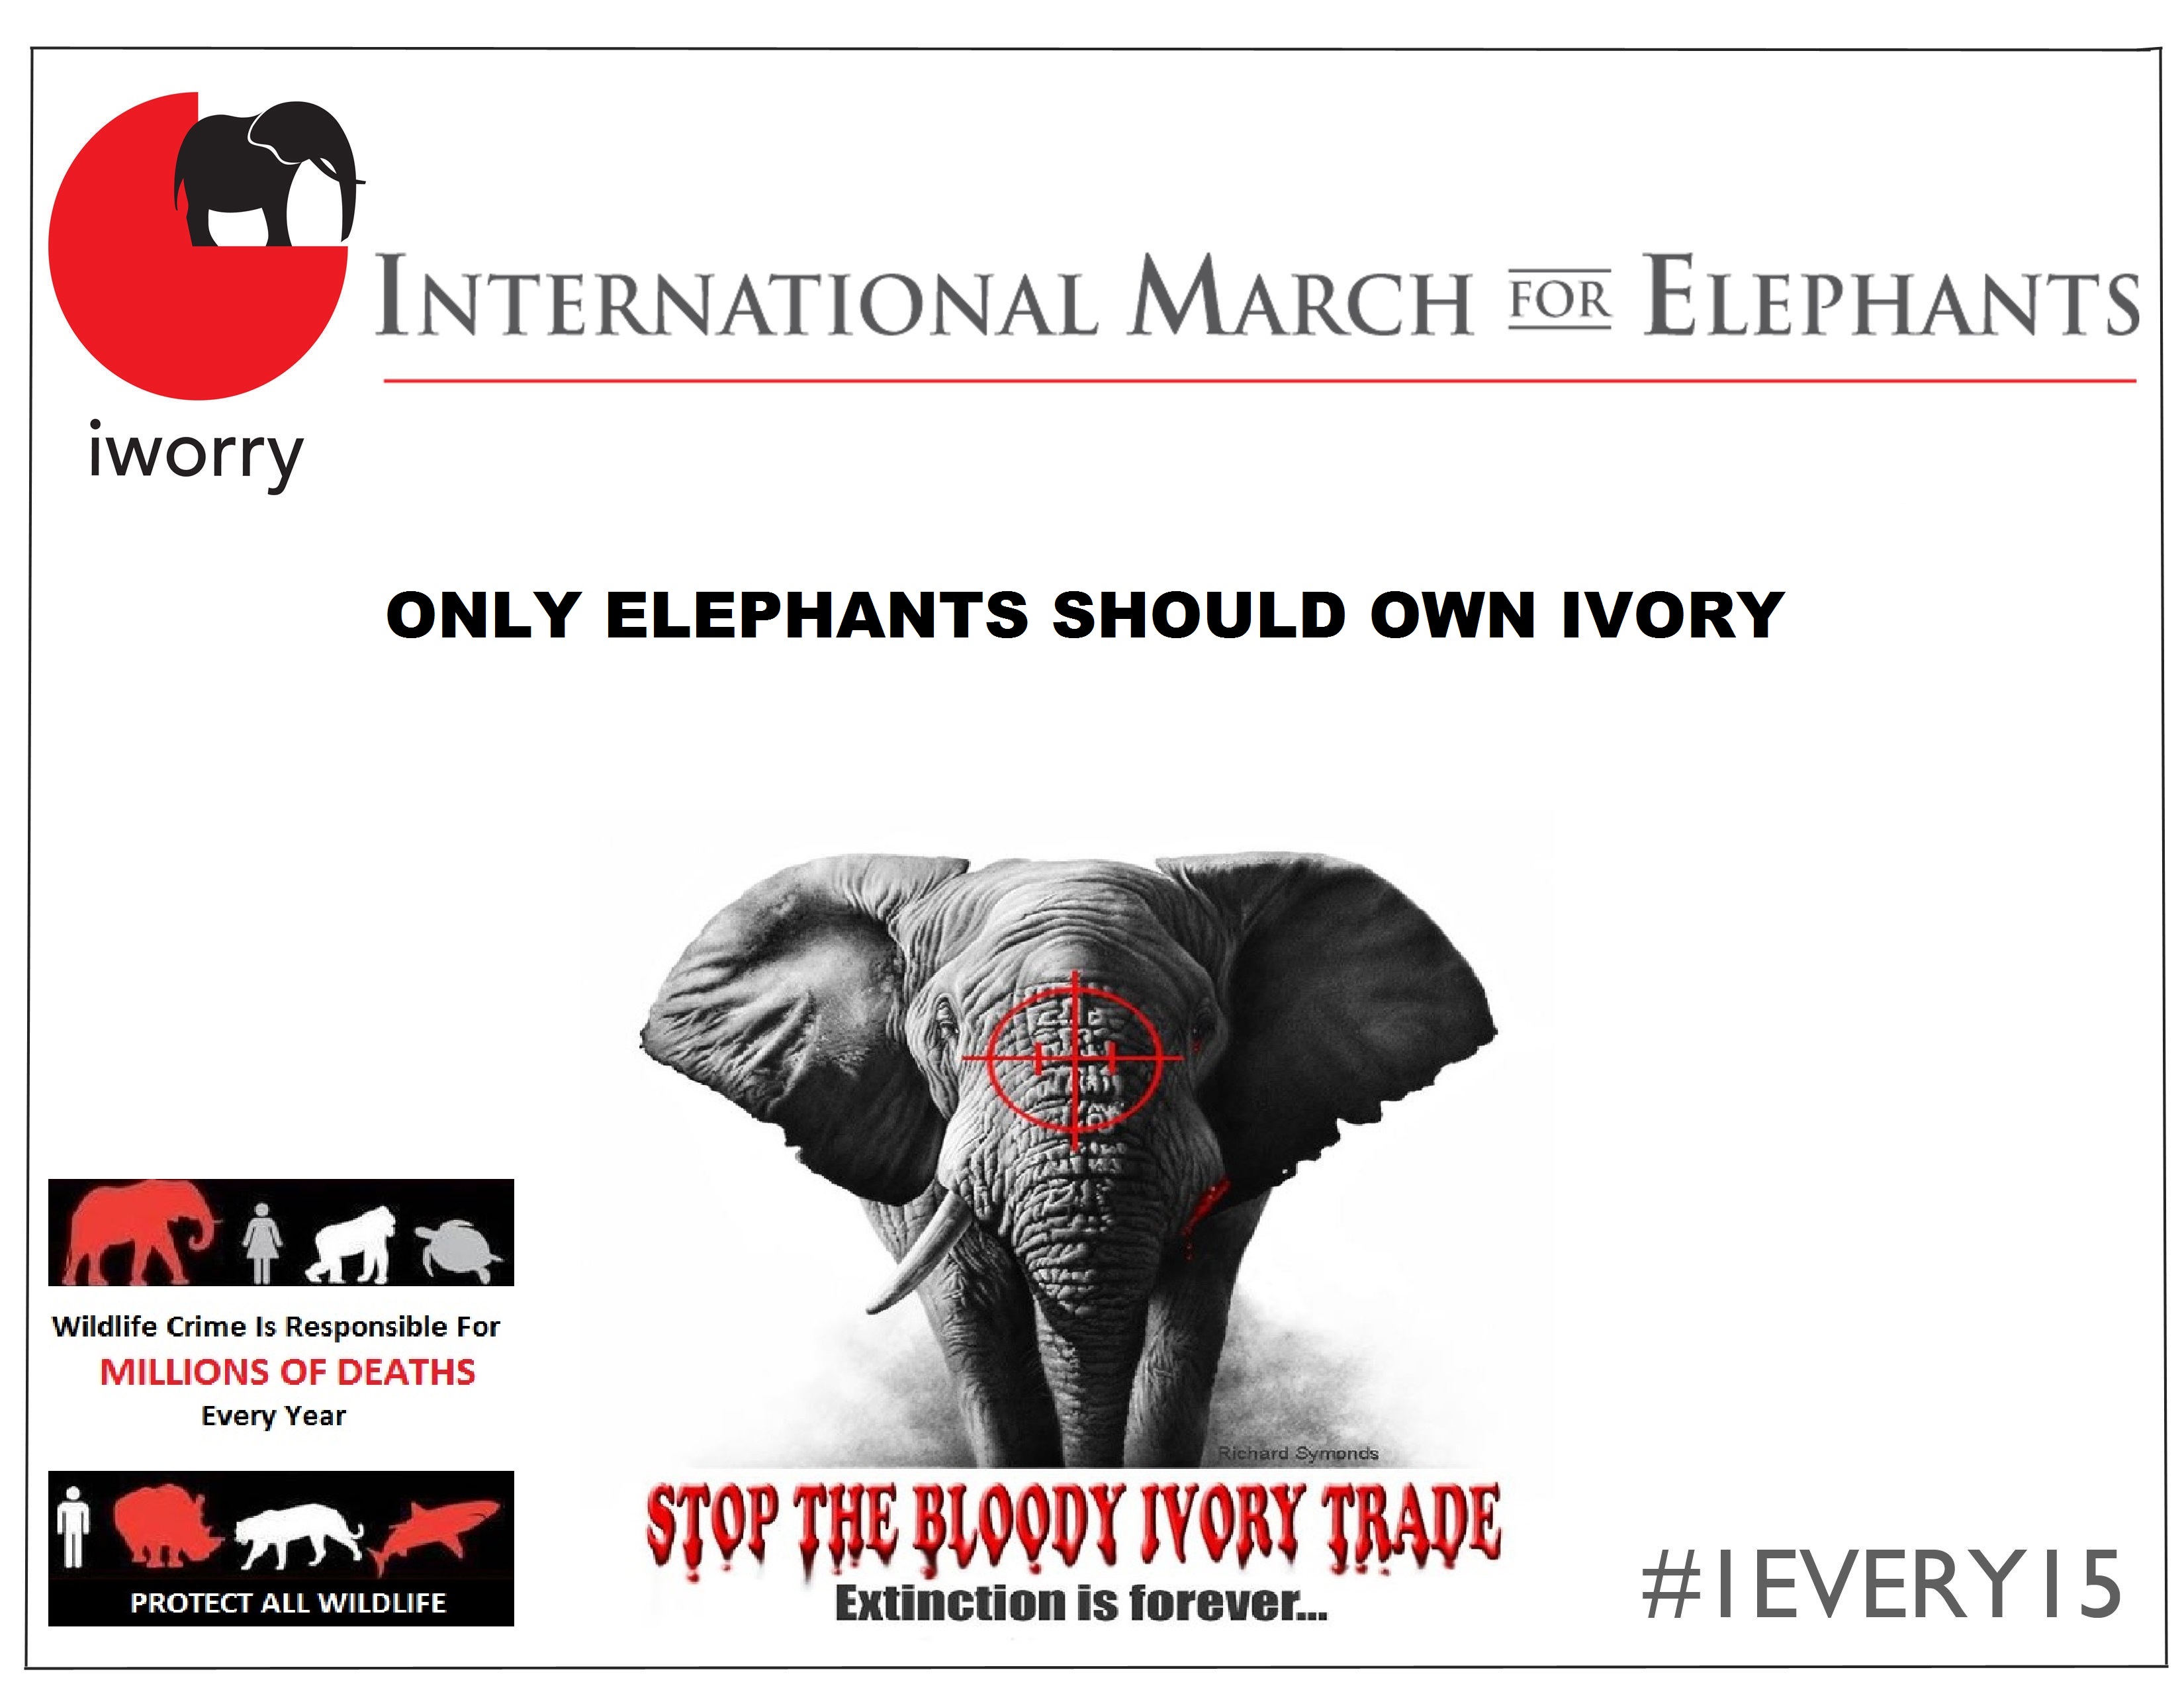 INTERNATIONAL MARCH FOR ELEPHANTS
iworry
ONLY ELEPHANTS SHOULD OWN IVORY
Wildlife Crime Is Responsible For
MILLIONS OF DEATHS
Every Year
PROTECT ALL WILDLIFE
Richard Symonds
STOP THE BLOODY IVORY TRADE
Extinction is forever...
#1EVERY15